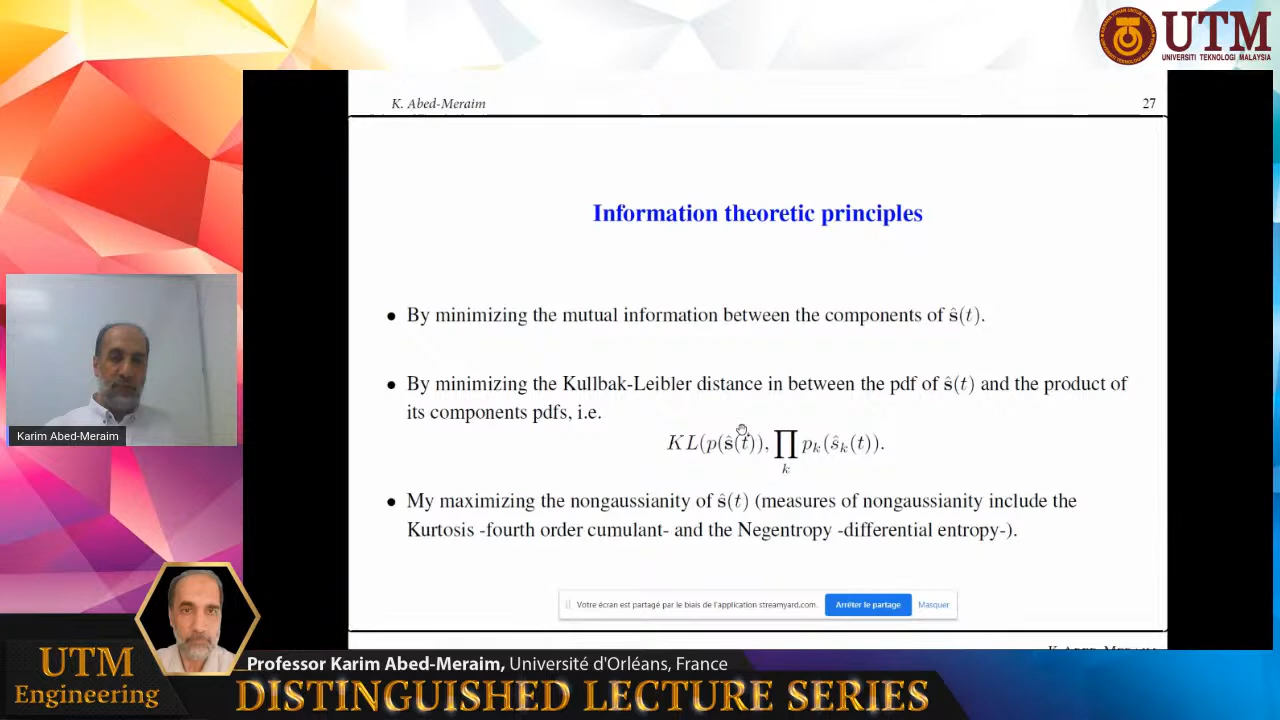 UTM
UNIVERSITI TEKNOLOGI MALAYSIA
K. Abed-Meraim
27
Information theoretic principles
• By minimizing the mutual information between the components of ŝ(t).
• By minimizing the Kullbak-Leibler distance in between the pdf of ŝ(t) and the product of
its components pdfs, i.e.
KL(p(ŝ(t)), ∏ₖ pₖ(ŝₖ(t)).
• My maximizing the nongaussianity of ŝ(t) (measures of nongaussianity include the
Kurtosis -fourth order cumulant- and the Negentropy -differential entropy-).
Votre écran est partagé par le biais de l'application streamyard.com.
Arrêter le partage
Masquer
Karim Abed-Meraim
UTM
Engineering
Professor Karim Abed-Meraim, Université d'Orléans, France
DISTINGUISHED LECTURE SERIES